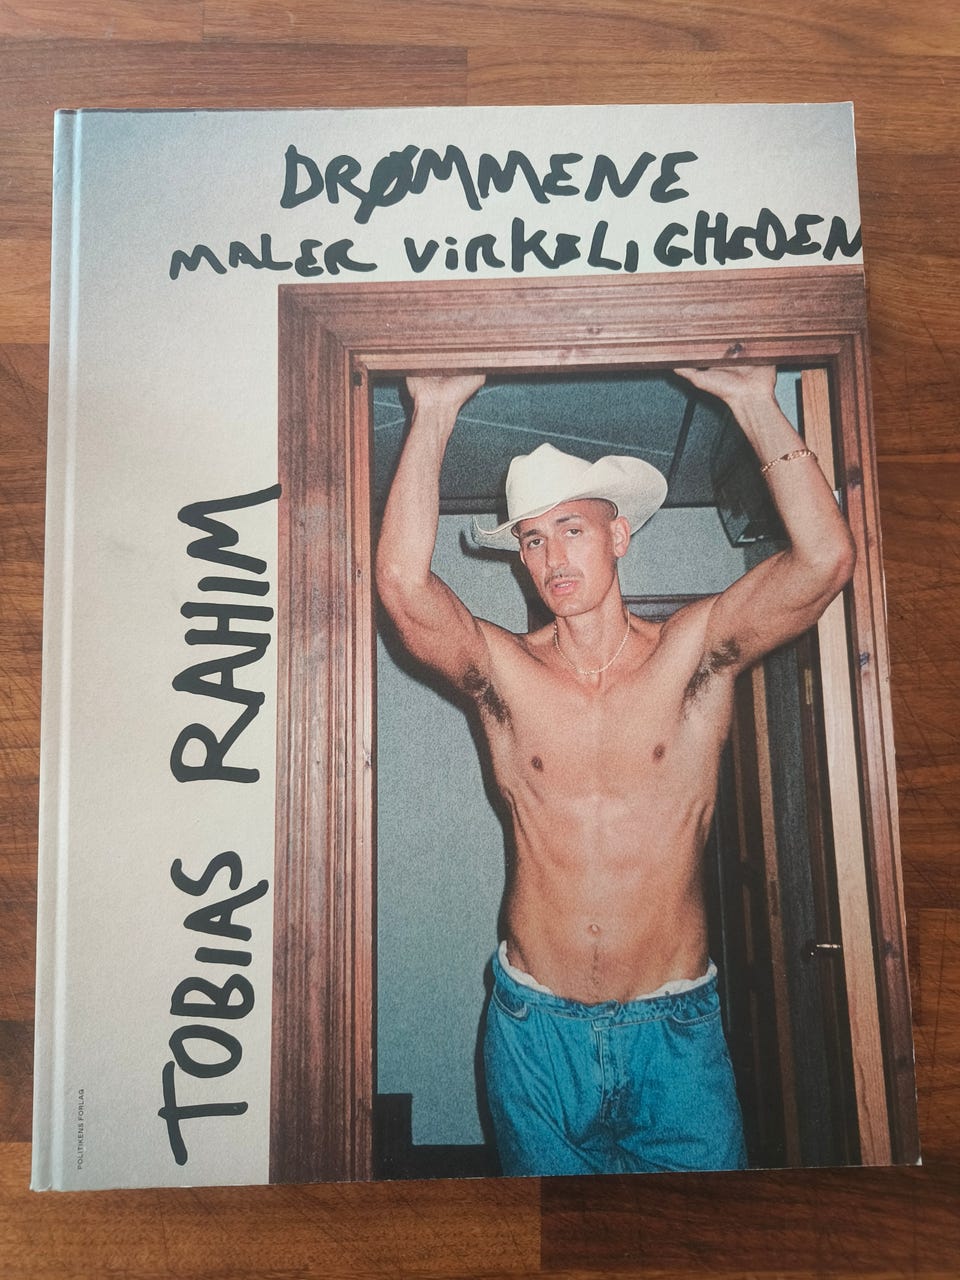 DRØMMENE
MALER ViRKELiGHEDEN
TOBIAS RAHIM
POLITIKENS FORLAG